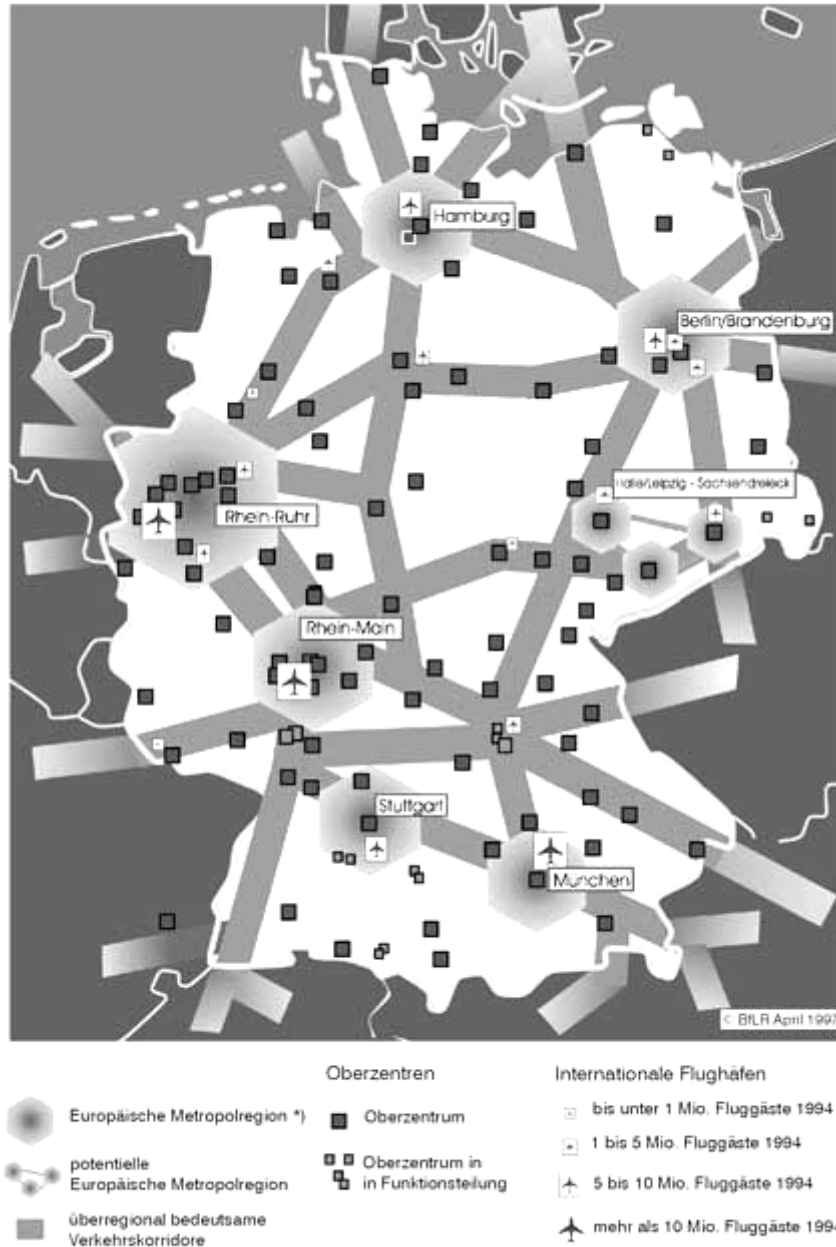 Hamburg
Berlin/Brandenburg
Halle/Leipzig - Sachsendreieck
Rhein-Ruhr
Rhein-Main
Stuttgart
München
© BfLR April 1997
Europäische Metropolregion *)
potentielle
Europäische Metropolregion
überregional bedeutsame
Verkehrskorridore
Oberzentren
Oberzentrum
Oberzentrum in
in Funktionsteilung
Internationale Flughäfen
bis unter 1 Mio. Fluggäste 1994
1 bis 5 Mio. Fluggäste 1994
5 bis 10 Mio. Fluggäste 1994
mehr als 10 Mio. Fluggäste 1994